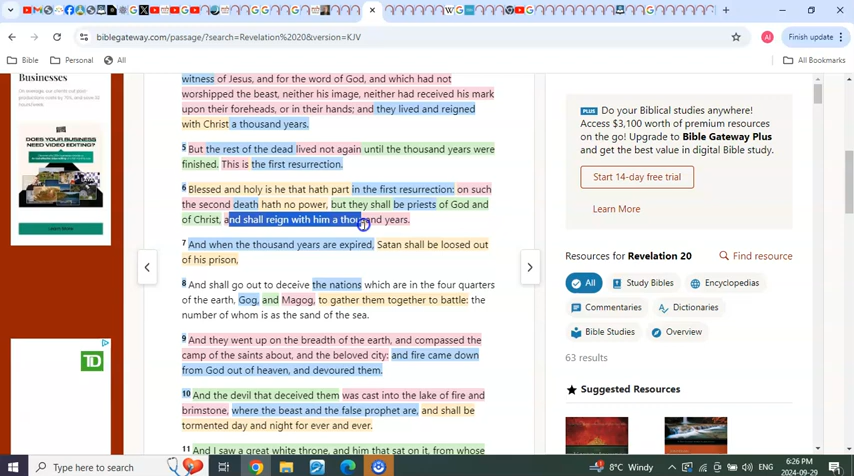 Finish update
biblegateway.com/passage/?search=Revelation%2020&version=KJV
AI
Bible
Personal
All
All Bookmarks
Businesses
DOES YOUR
BUSINESS
NEED VIDEO
EDITING?
TD
witness of Jesus, and for the word of God, and which had not
worshipped the beast, neither his image, neither had received his mark
upon their foreheads, or in their hands; and they lived and reigned
with Christ a thousand years.
5 But the rest of the dead lived not again until the thousand years were
finished. This is the first resurrection.
6 Blessed and holy is he that hath part in the first resurrection: on such
the second death hath no power, but they shall be priests of God and
of Christ, and shall reign with him a thousand years.
7 And when the thousand years are expired, Satan shall be loosed out
of his prison,
8 And shall go out to deceive the nations which are in the four quarters
of the earth, Gog, and Magog, to gather them together to battle: the
number of whom is as the sand of the sea.
9 And they went up on the breadth of the earth, and compassed the
camp of the saints about, and the beloved city: and fire came down
from God out of heaven, and devoured them.
10 And the devil that deceived them was cast into the lake of fire and
brimstone, where the beast and the false prophet are, and shall be
tormented day and night for ever and ever.
11 And I saw a great white throne, and him that sat on it, from whose
PLUS Do your Biblical studies anywhere!
Access $3,100 worth of premium resources
on the go! Upgrade to Bible Gateway Plus
and get the best value in digital Bible study.
Start 14-day free trial
Learn More
Resources for Revelation 20
Find resource
All
Study Bibles
Encyclopedias
Commentaries
Dictionaries
Bible Studies
Overview
63 results
Suggested Resources
Type here to search
8°C Windy
ENG
6:26 PM
2024-09-29